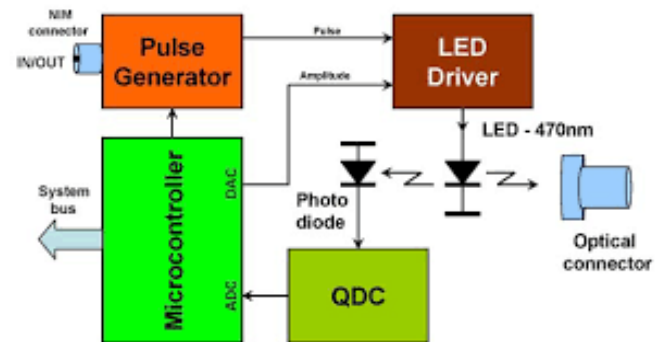 NIM
connector
IN/OUT
Pulse
Generator
Pulse
Amplitude
LED
Driver
LED - 470nm
System
bus
Microcontroller
DAC
ADC
Photo
diode
QDC
Optical
connector